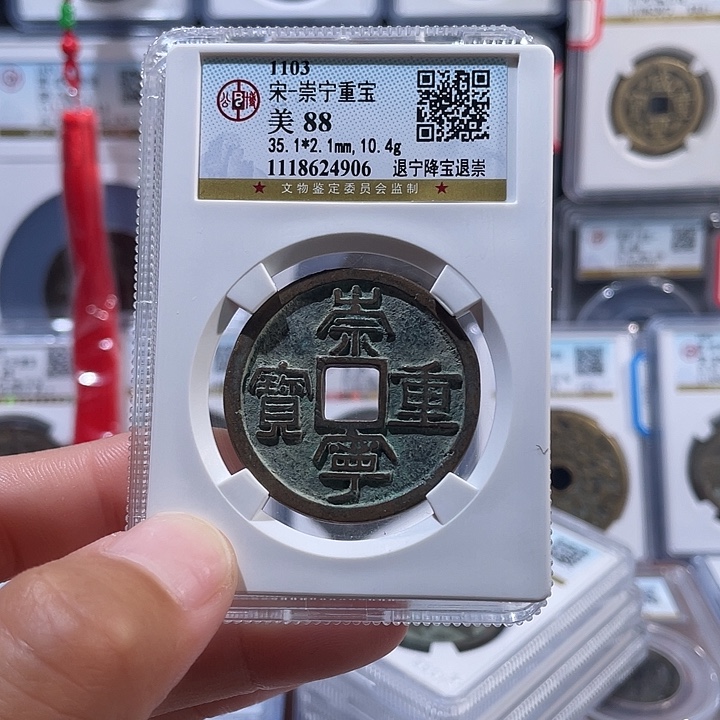 1103
宋-崇宁重宝
美 88
35.1*2.1mm, 10.4g
1118624906 退宁降宝退崇
★ 文物鉴定委员会监制 ★
崇
寶 重
寧